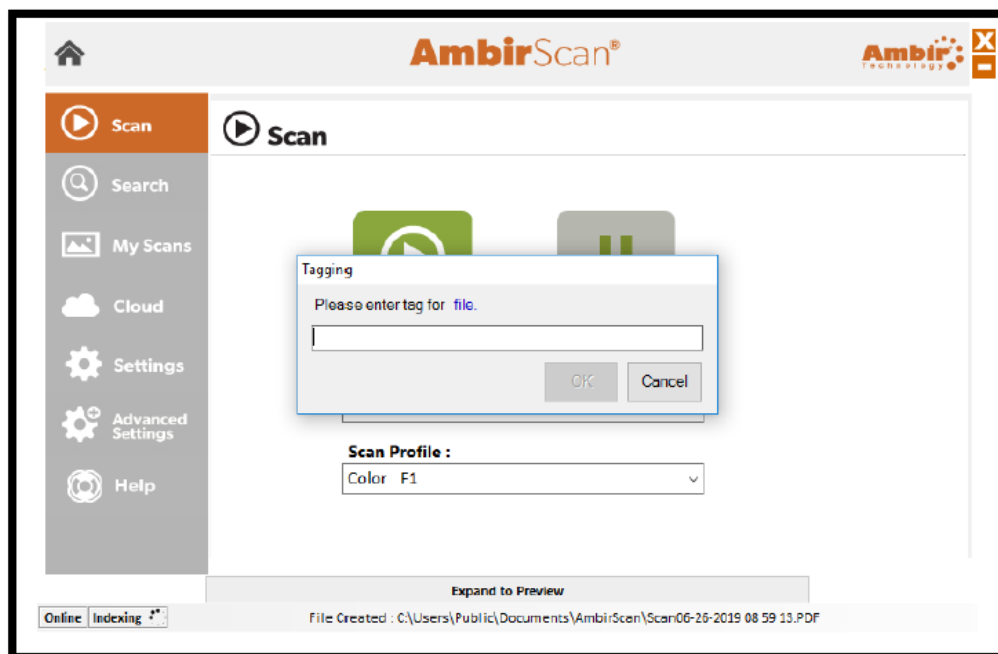 AmbirScan®
Ambir
Technology
X
Scan
Scan
Search
My Scans
Cloud
Settings
Advanced
Settings
Help
Tagging
Please enter tag for file.
OK
Cancel
Scan Profile :
Color F1
Expand to Preview
Online Indexing
File Created : C:\Users\Public\Documents\AmbirScan\Scan06-26-2019 08 59 13.PDF